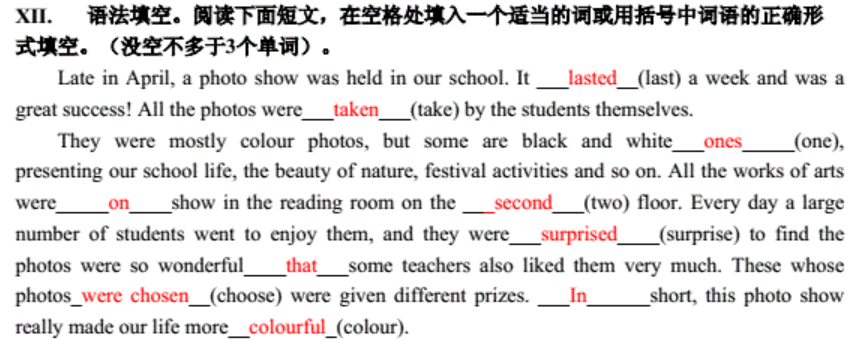 XII. 语法填空。阅读下面短文，在空格处填入一个适当的词或用括号中词语的正确形
式填空。（没空不多于3个单词）。
Late in April, a photo show was held in our school. It ___lasted__(last) a week and was a
great success! All the photos were___taken___(take) by the students themselves.
They were mostly colour photos, but some are black and white___ones_____(one),
presenting our school life, the beauty of nature, festival activities and so on. All the works of arts
were_____on____show in the reading room on the ___second___(two) floor. Every day a large
number of students went to enjoy them, and they were___surprised____(surprise) to find the
photos were so wonderful____that___some teachers also liked them very much. These whose
photos_were chosen__(choose) were given different prizes. ___In______short, this photo show
really made our life more__colourful_(colour).